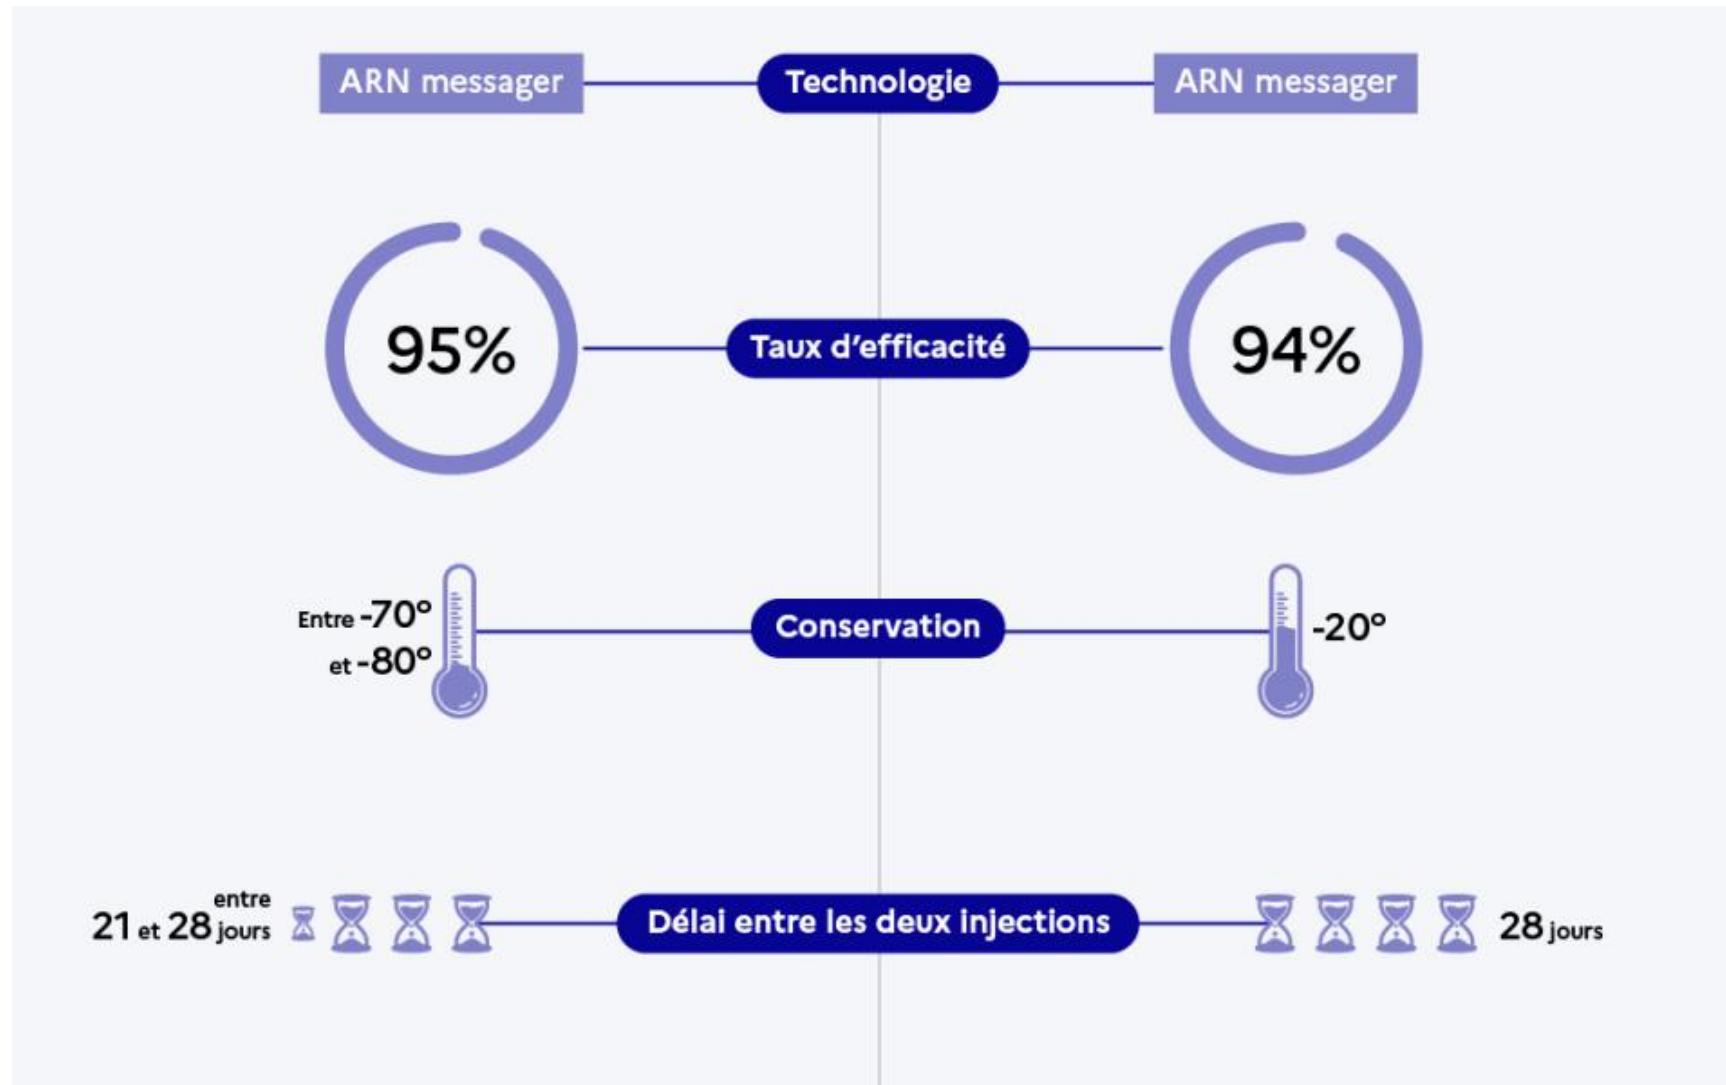 ARN messager Technologie ARN messager
95% Taux d'efficacité 94%
Entre -70°
et -80°
Conservation
-20°
entre
21 et 28 jours
Délai entre les deux injections
28 jours